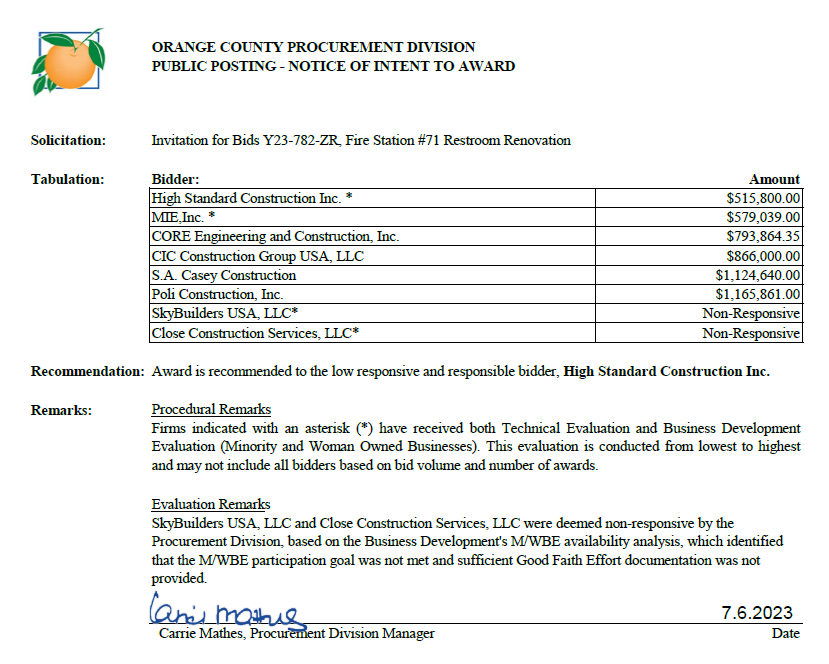 ORANGE COUNTY PROCUREMENT DIVISION
PUBLIC POSTING - NOTICE OF INTENT TO AWARD
Solicitation: Invitation for Bids Y23-782-ZR, Fire Station #71 Restroom Renovation
Tabulation: Bidder: Amount
High Standard Construction Inc. * $515,800.00
MIE,Inc. * $579,039.00
CORE Engineering and Construction, Inc. $793,864.35
CIC Construction Group USA, LLC $866,000.00
S.A. Casey Construction $1,124,640.00
Poli Construction, Inc. $1,165,861.00
SkyBuilders USA, LLC* Non-Responsive
Close Construction Services, LLC* Non-Responsive
Recommendation: Award is recommended to the low responsive and responsible bidder, High Standard Construction Inc.
Remarks: Procedural Remarks
Firms indicated with an asterisk (*) have received both Technical Evaluation and Business Development
Evaluation (Minority and Woman Owned Businesses). This evaluation is conducted from lowest to highest
and may not include all bidders based on bid volume and number of awards.
Evaluation Remarks
SkyBuilders USA, LLC and Close Construction Services, LLC were deemed non-responsive by the
Procurement Division, based on the Business Development's M/WBE availability analysis, which identified
that the M/WBE participation goal was not met and sufficient Good Faith Effort documentation was not
provided.
Carrie Mathes 7.6.2023
Carrie Mathes, Procurement Division Manager Date